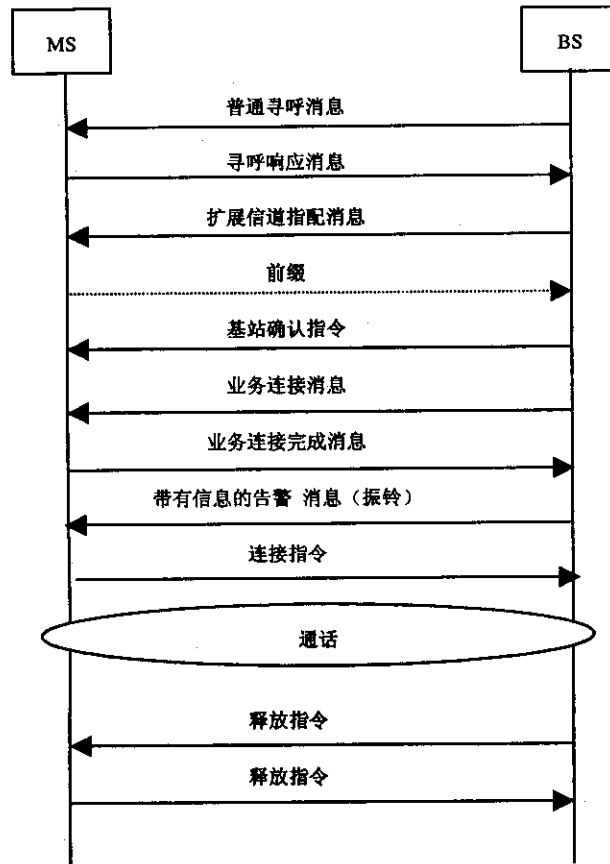 MS
BS
普通寻呼消息
寻呼响应消息
扩展信道指配消息
前缀
基站确认指令
业务连接消息
业务连接完成消息
带有信息的告警 消息（振铃）
连接指令
通话
释放指令
释放指令